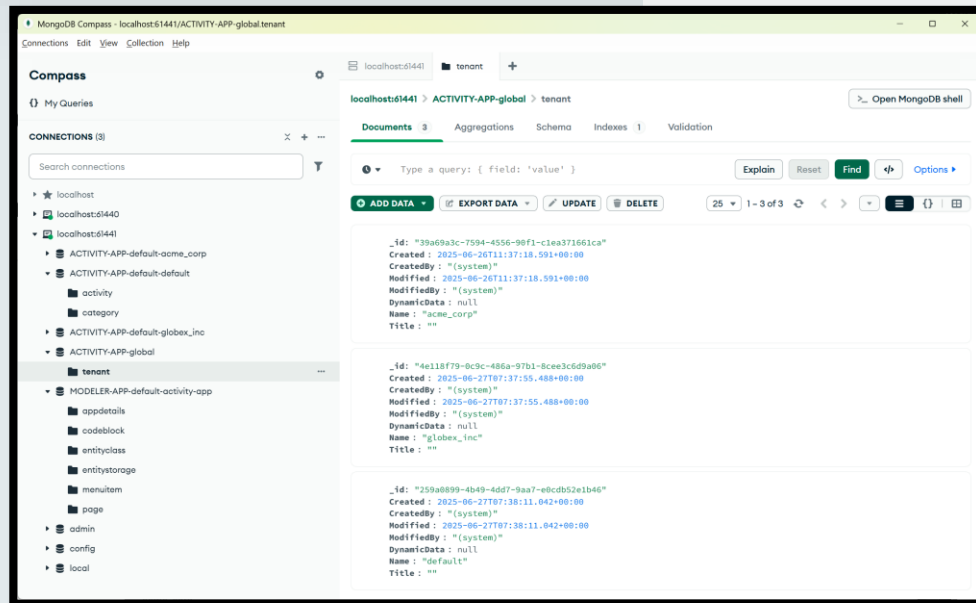 MongoDB Compass - localhost:61441/ACTIVITY-APP-global.tenant
Connections Edit View Collection Help
Compass
{} My Queries
CONNECTIONS (3)
Search connections
localhost
localhost:61440
localhost:61441
ACTIVITY-APP-default-acme_corp
ACTIVITY-APP-default-default
activity
category
ACTIVITY-APP-default-globex_inc
ACTIVITY-APP-global
tenant
MODELER-APP-default-activity-app
appdetails
codeblock
entityclass
entitystorage
menuitem
page
admin
config
local
localhost:61441 tenant
localhost:61441 > ACTIVITY-APP-global > tenant
>_ Open MongoDB shell
Documents 3 Aggregations Schema Indexes 1 Validation
Type a query: { field: 'value' }
Explain Reset Find </> Options
ADD DATA EXPORT DATA UPDATE DELETE 25 1 – 3 of 3 {}
_id: "39a69a3c-7594-4556-90f1-c1ea371661ca"
Created : 2025-06-26T11:37:18.591+00:00
CreatedBy : "(system)"
Modified : 2025-06-26T11:37:18.591+00:00
ModifiedBy : "(system)"
DynamicData : null
Name : "acme_corp"
Title : ""
_id: "4e118f79-0c9c-486a-97b1-8cee3c6d9a06"
Created : 2025-06-27T07:37:55.488+00:00
CreatedBy : "(system)"
Modified : 2025-06-27T07:37:55.488+00:00
ModifiedBy : "(system)"
DynamicData : null
Name : "globex_inc"
Title : ""
_id: "259a0899-4b49-4dd7-9aa7-e0cdb52e1b46"
Created : 2025-06-27T07:38:11.042+00:00
CreatedBy : "(system)"
Modified : 2025-06-27T07:38:11.042+00:00
ModifiedBy : "(system)"
DynamicData : null
Name : "default"
Title : ""